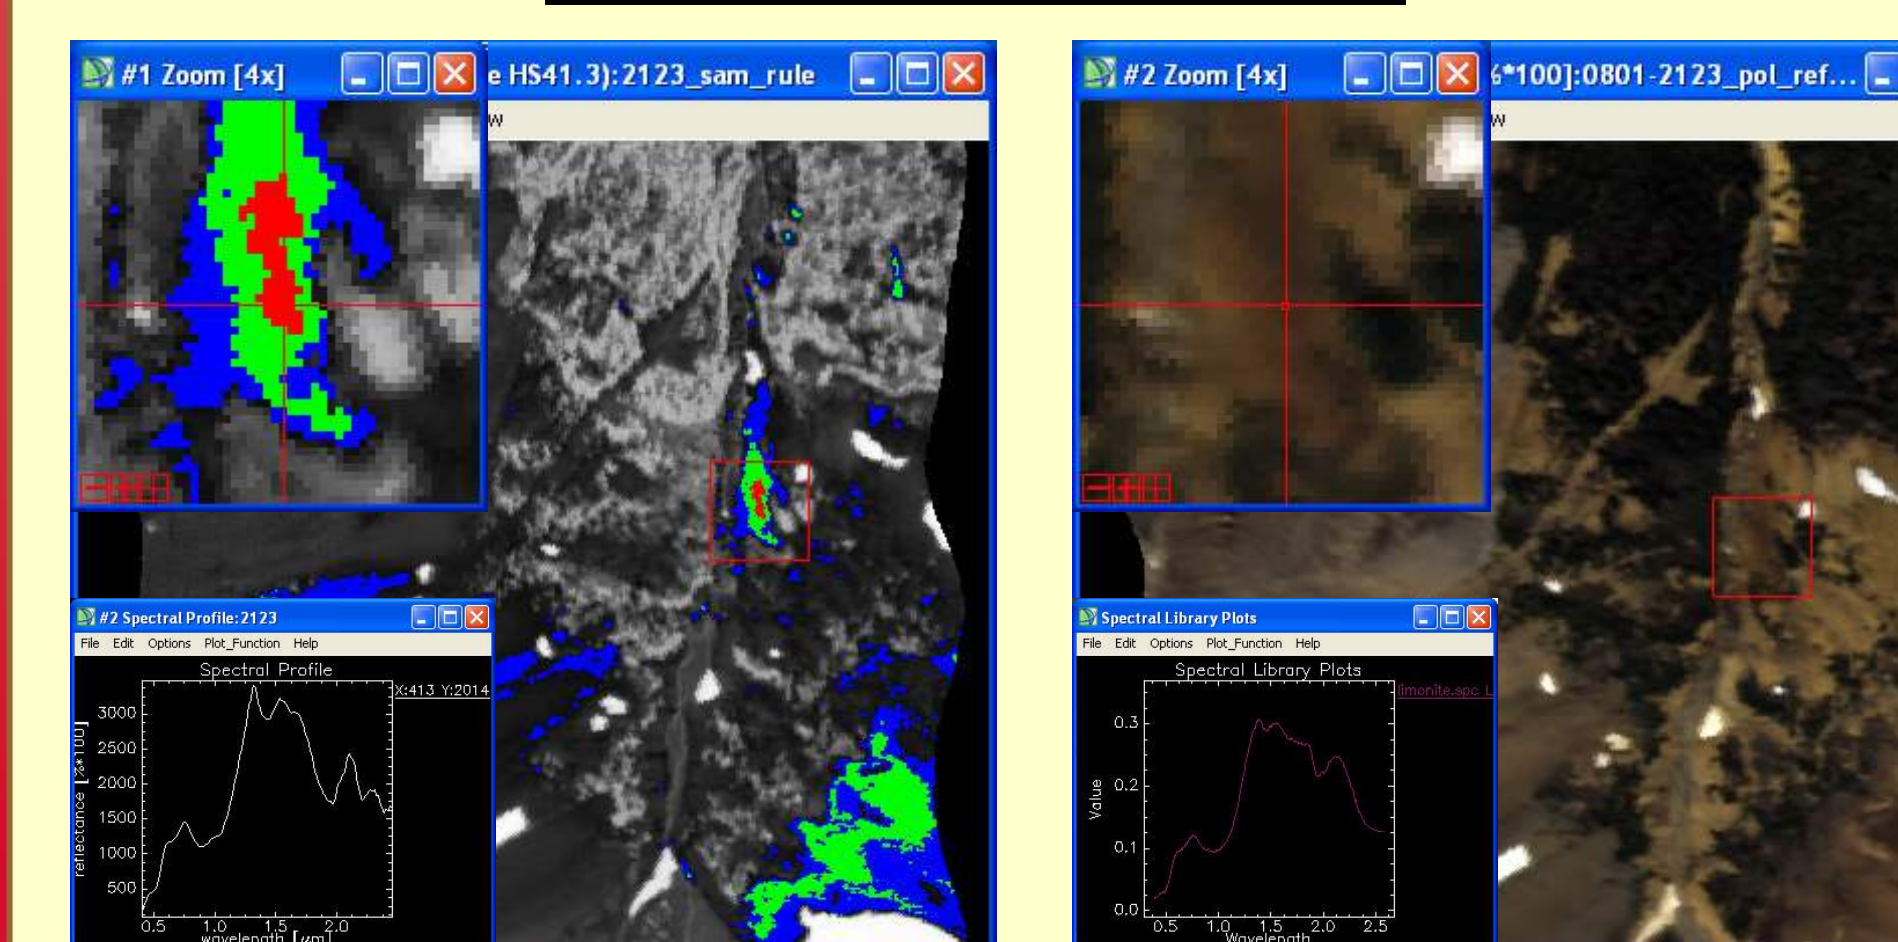 #1 Zoom [4x]
e HS41.3):2123_sam_rule
W
#2 Spectral Profile:2123
File Edit Options Plot_Function Help
Spectral Profile
X:413 Y:2014
reflectance [%*100]
3000
2500
2000
1500
1000
500
0.5 1.0 1.5 2.0
wavelength [μm]
#2 Zoom [4x]
%*100]:0801-2123_pol_ref...
W
Spectral Library Plots
File Edit Options Plot_Function Help
Spectral Library Plots
limonite.spc L
Value
0.3
0.2
0.1
0.0
0.5 1.0 1.5 2.0 2.5
Wavelength